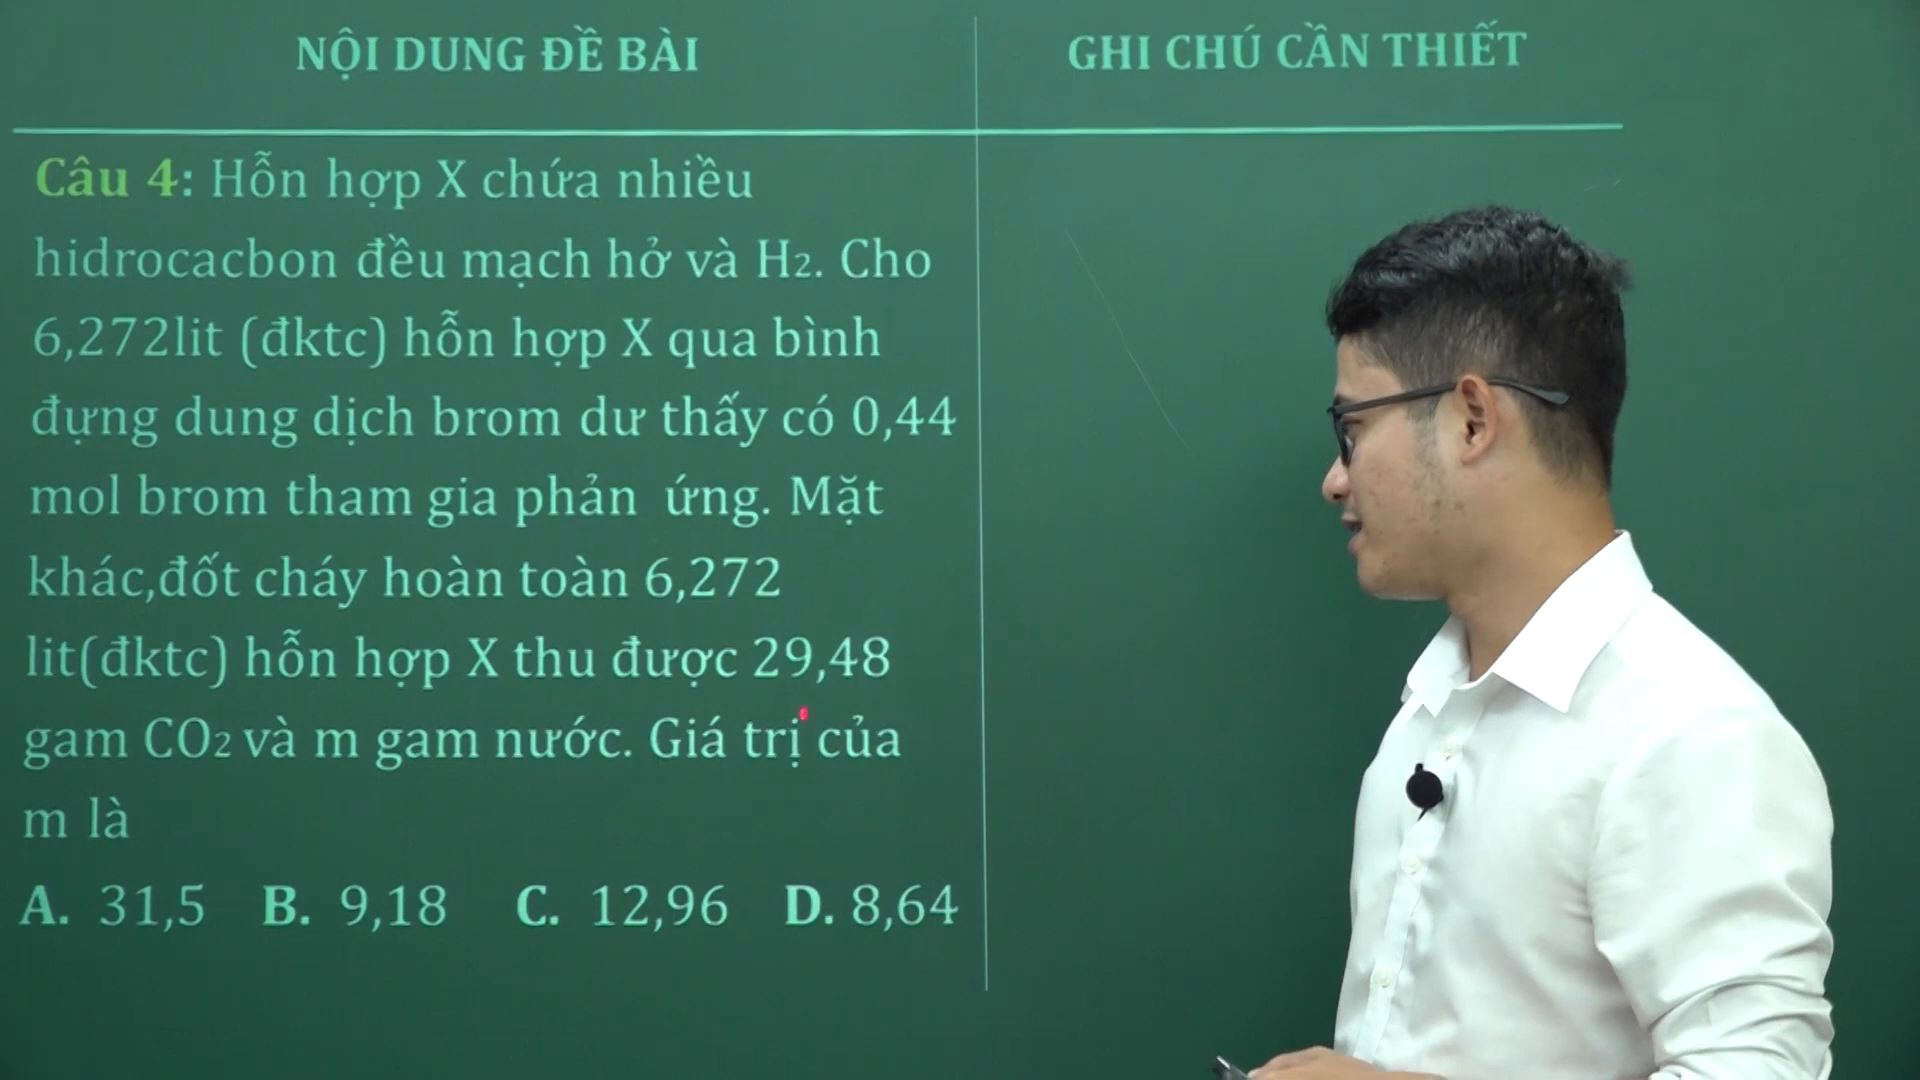 NỘI DUNG ĐỀ BÀI
GHI CHÚ CẦN THIẾT
Câu 4: Hỗn hợp X chứa nhiều
hidrocacbon đều mạch hở và H₂. Cho
6,272lit (đktc) hỗn hợp X qua bình
đựng dung dịch brom dư thấy có 0,44
mol brom tham gia phản ứng. Mặt
khác,đốt cháy hoàn toàn 6,272
lit(đktc) hỗn hợp X thu được 29,48
gam CO₂ và m gam nước. Giá trị của
m là
A. 31,5 B. 9,18 C. 12,96 D. 8,64